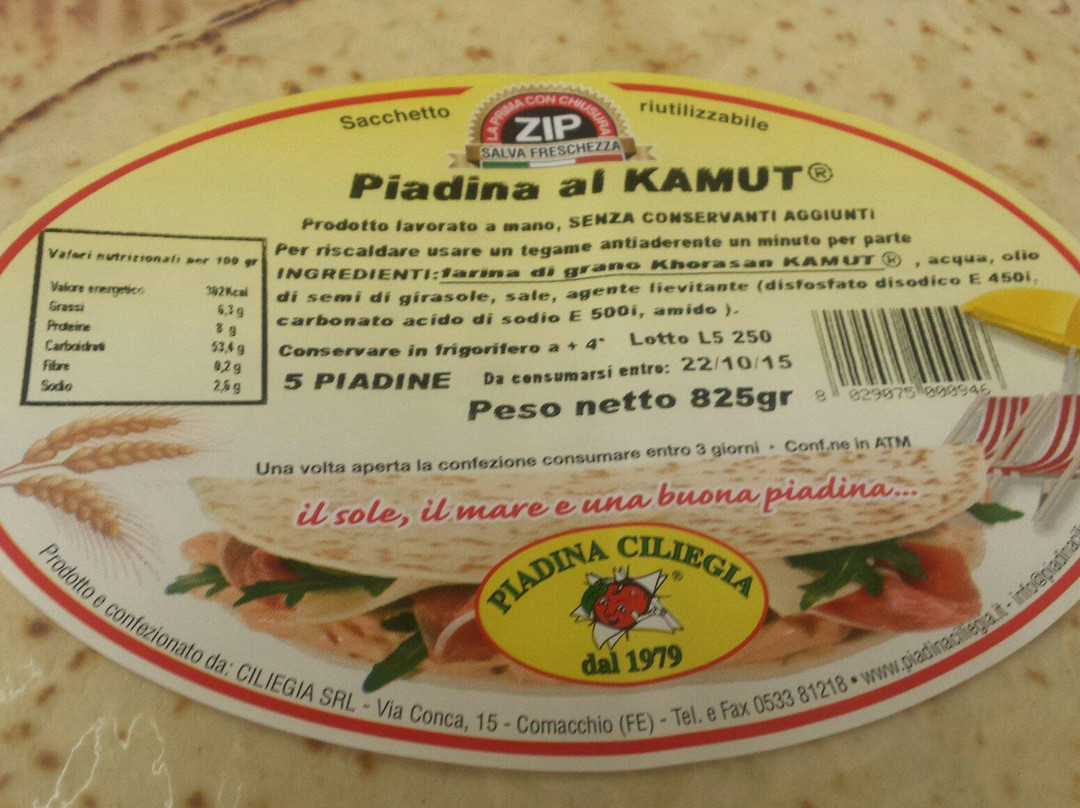 Sacchetto riutilizzabile
LA PRIMA CON CHIUSURA
ZIP
SALVA FRESCHEZZA
Piadina al KAMUT®
Prodotto lavorato a mano, SENZA CONSERVANTI AGGIUNTi
Per riscaldare usare un tegame antiaderente un minuto per parte
INGREDIENTI:farina di grano Khorasan KAMUT ® , acqua, olio
di semi di girasole, sale, agente lievitante (disfosfato disodico E 450i,
carbonato acido di sodio E 500i, amido ).
Conservare in frigorifero a + 4° Lotto L5 250
5 PIADINE Da consumarsi entro: 22/10/15
Peso netto 825gr
8 029075 000946
Valori nutrizionali per 100 gr
Valore energetico 302Kcal
Grassi 6,3 g
Proteine 8 g
Carboidrati 53,4 g
Fibre 0,2 g
Sodio 2,6 g
Una volta aperta la confezione consumare entro 3 giorni • Conf.ne in ATM
il sole, il mare e una buona piadina...
PIADINA CILIEGIA
®
dal 1979
Prodotto e confezionato da: CILIEGIA SRL - Via Conca, 15 - Comacchio (FE) - Tel. e Fax 0533 81218 • www.piadinaciliegia.it -